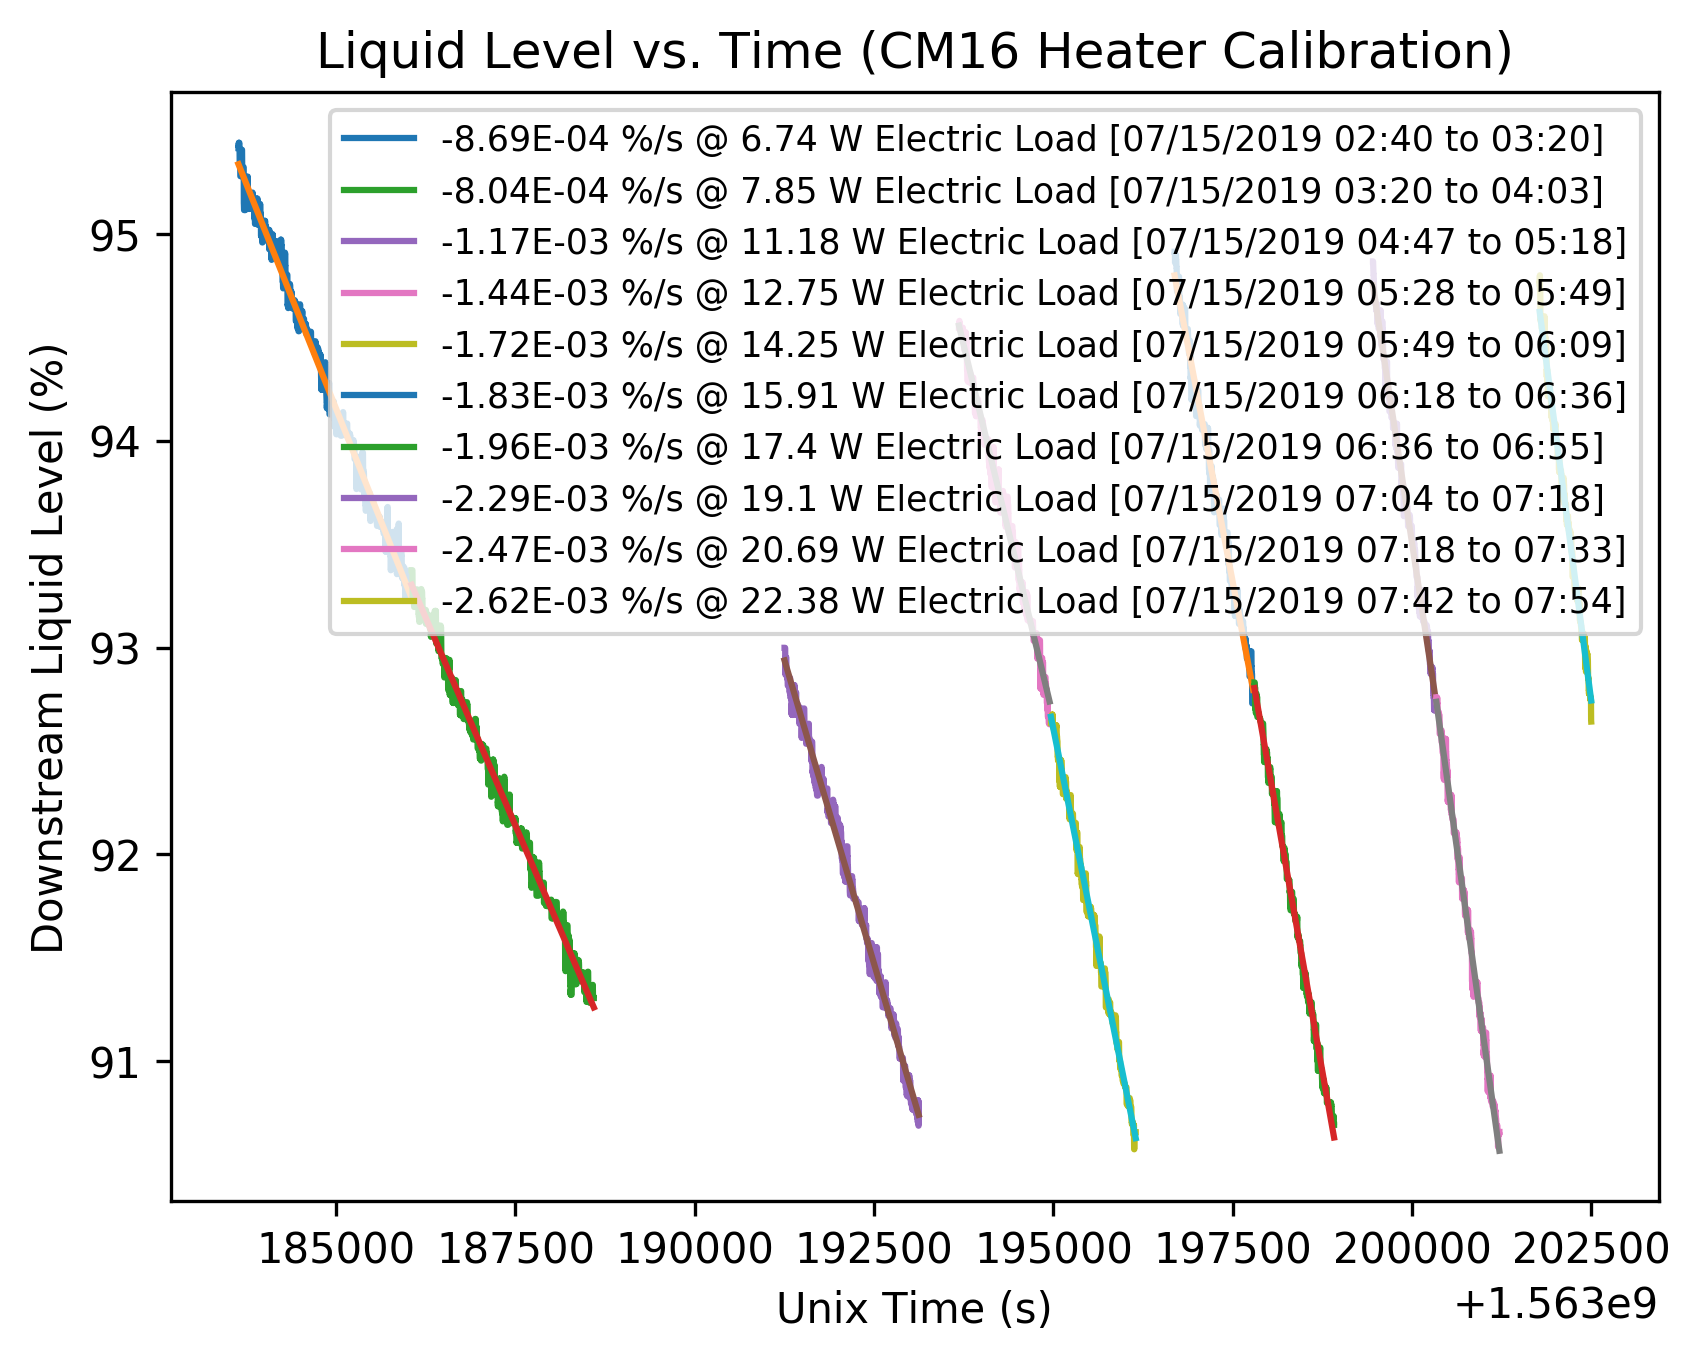 Liquid Level vs. Time (CM16 Heater Calibration)
-8.69E-04 %/s @ 6.74 W Electric Load [07/15/2019 02:40 to 03:20]
-8.04E-04 %/s @ 7.85 W Electric Load [07/15/2019 03:20 to 04:03]
-1.17E-03 %/s @ 11.18 W Electric Load [07/15/2019 04:47 to 05:18]
-1.44E-03 %/s @ 12.75 W Electric Load [07/15/2019 05:28 to 05:49]
-1.72E-03 %/s @ 14.25 W Electric Load [07/15/2019 05:49 to 06:09]
-1.83E-03 %/s @ 15.91 W Electric Load [07/15/2019 06:18 to 06:36]
-1.96E-03 %/s @ 17.4 W Electric Load [07/15/2019 06:36 to 06:55]
-2.29E-03 %/s @ 19.1 W Electric Load [07/15/2019 07:04 to 07:18]
-2.47E-03 %/s @ 20.69 W Electric Load [07/15/2019 07:18 to 07:33]
-2.62E-03 %/s @ 22.38 W Electric Load [07/15/2019 07:42 to 07:54]
Downstream Liquid Level (%)
95
94
93
92
91
185000 187500 190000 192500 195000 197500 200000 202500
Unix Time (s)
+1.563e9